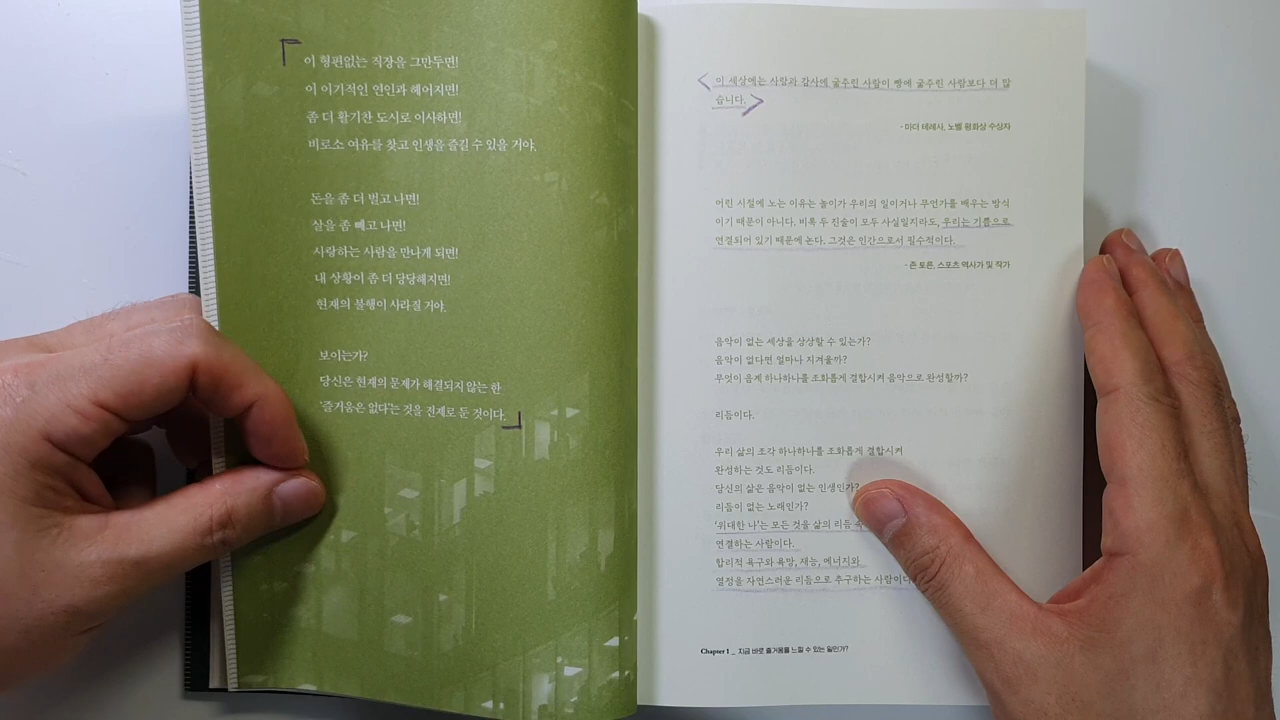 이 형편없는 직장을 그만두면!
이 이기적인 연인과 헤어지면!
좀 더 활기찬 도시로 이사하면!
비로소 여유를 찾고 인생을 즐길 수 있을 거야.
돈을 좀 더 벌고 나면!
살을 좀 빼고 나면!
사랑하는 사람을 만나게 되면!
내 상황이 좀 더 당당해지면!
현재의 불행이 사라질 거야.
보이는가?
당신은 현재의 문제가 해결되지 않는 한
'즐거움은 없다'는 것을 전제로 둔 것이다.
이 세상에는 사랑과 감사에 굶주린 사람이 빵에 굶주린 사람보다 더 많
습니다.
- 마더 테레사, 노벨 평화상 수상자
어린 시절에 노는 이유는 놀이가 우리의 일이거나 무언가를 배우는 방식
이기 때문이 아니다. 비록 두 진술이 모두 사실일지라도, 우리는 기쁨으로
연결되어 있기 때문에 논다. 그것은 인간으로서 필수적이다.
- 존 토른, 스포츠 역사가 및 작가
음악이 없는 세상을 상상할 수 있는가?
음악이 없다면 얼마나 지겨울까?
무엇이 음계 하나하나를 조화롭게 결합시켜 음악으로 완성할까?
리듬이다.
우리 삶의 조각 하나하나를 조화롭게 결합시켜
완성하는 것도 리듬이다.
당신의 삶은 음악이 없는 인생인가?
리듬이 없는 노래인가?
'위대한 나'는 모든 것을 삶의 리듬 속
연결하는 사람이다.
합리적 욕구와 욕망, 재능, 에너지와
열정을 자연스러운 리듬으로 추구하는 사람이다
Chapter 1 _ 지금 바로 즐거움을 느낄 수 있는 일인가?